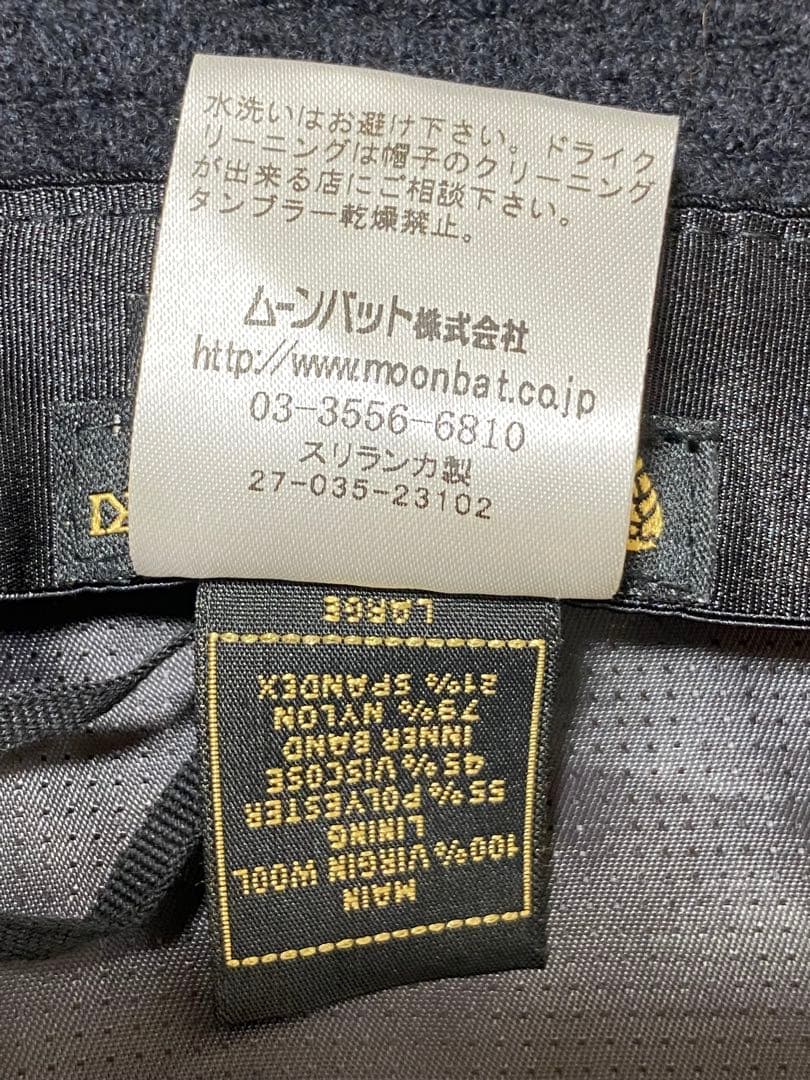 水洗いはお避け下さい。ドライク
リーニングは帽子のクリーニング
が出来る店にご相談下さい。
タンブラー乾燥禁止。
ムーンバット株式会社
http://www.moonbat.co.jp
03-3556-6810
スリランカ製
27-035-23102
MAIN
100% VIRGIN WOOL
LINING
55% POLYESTER
45% VISCOSE
INNER BAND
79% NYLON
21% SPANDEX
LARGE